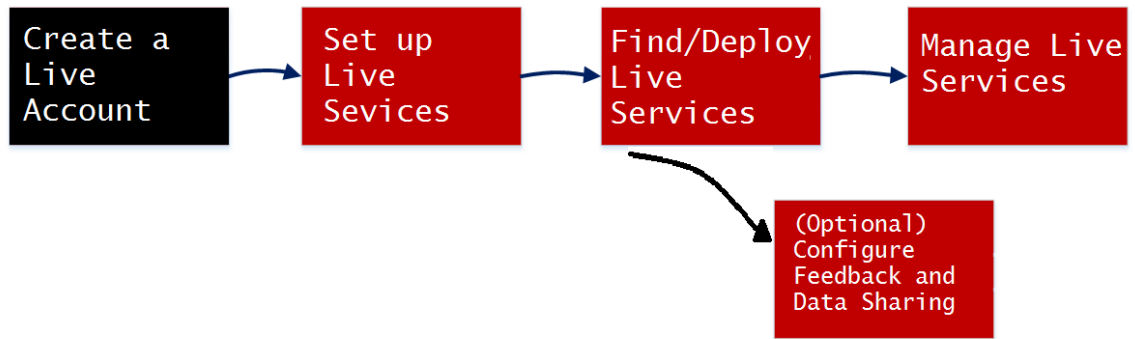 Create a
Live
Account
Set up
Live
Sevices
Find/Deploy
Live
Services
Manage Live
Services
(Optional)
Configure
Feedback and
Data Sharing